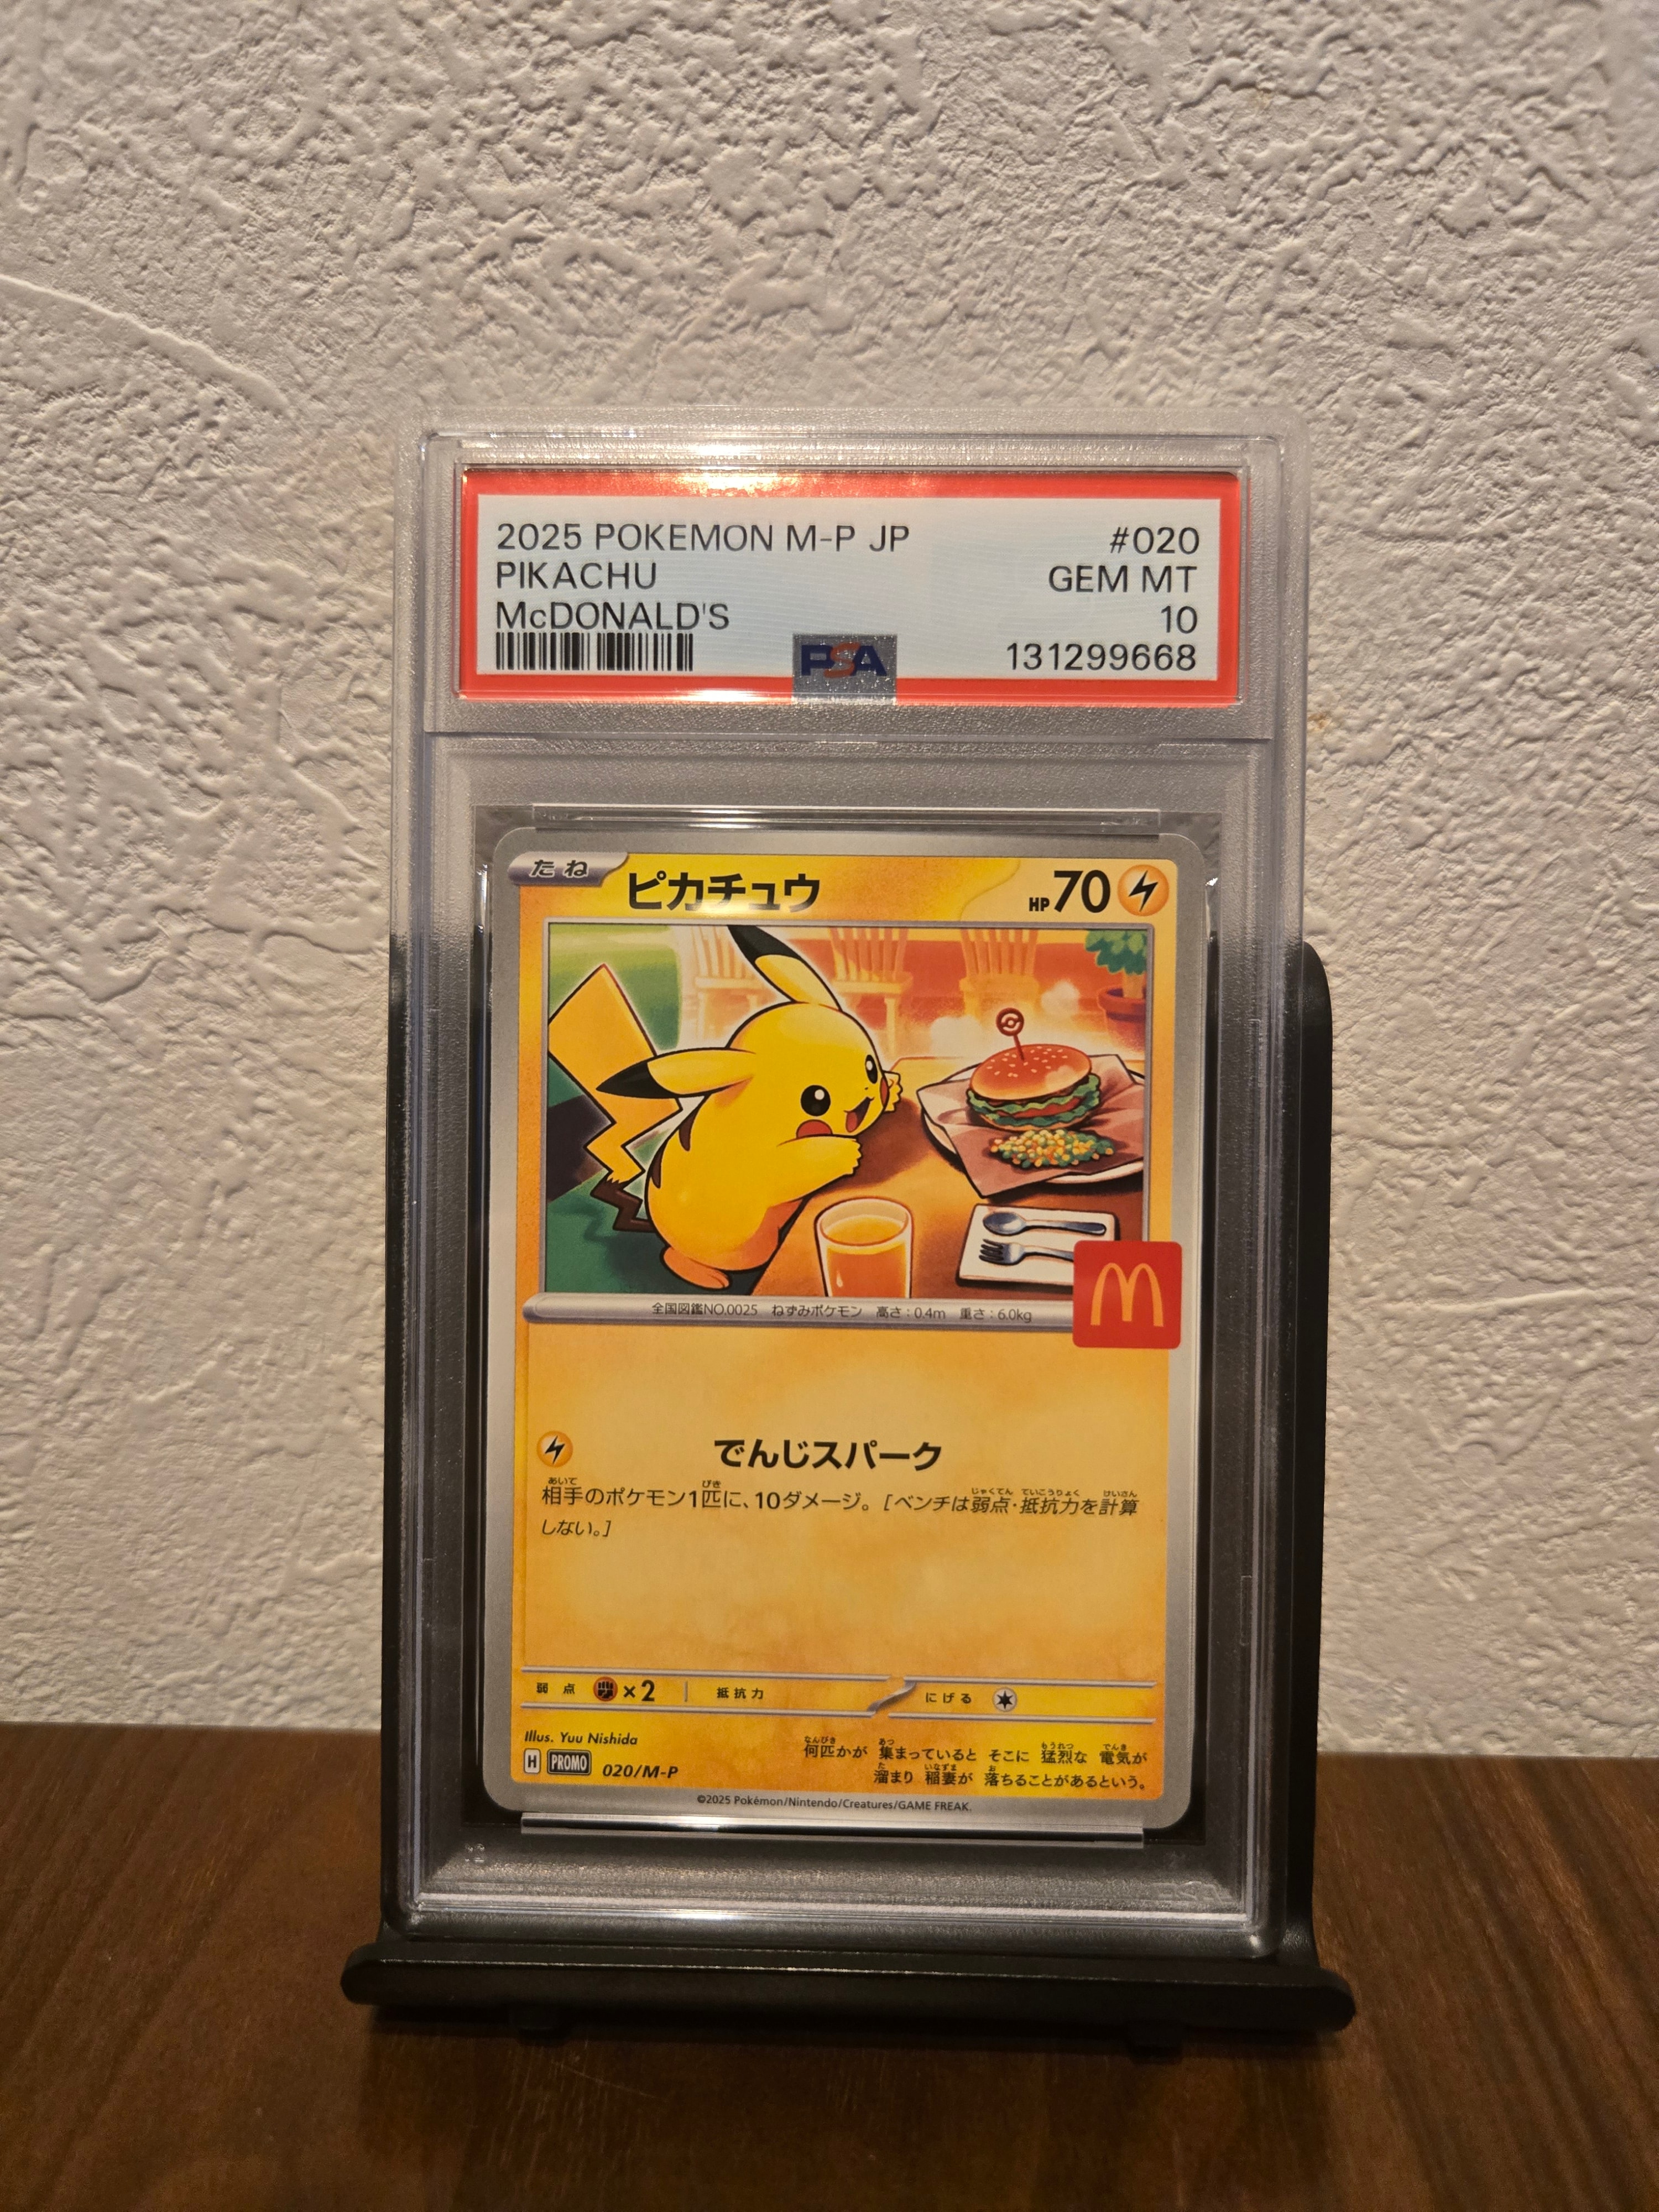 2025 POKEMON M-P JP #020
PIKACHU GEM MT
McDONALD'S 10
PSA 131299668
たね ピカチュウ HP70
全国図鑑NO.0025 ねずみポケモン 高さ:0.4m 重さ:6.0kg
でんじスパーク
相手のポケモン1匹に、10ダメージ。[ベンチは弱点・抵抗力を計算
しない。]
弱点 ×2 抵抗力 にげる
Illus. Yuu Nishida
H PROMO 020/M-P
何匹かが 集まっていると そこに 猛烈な 電気が
溜まり 稲妻が 落ちることがあるという。
©2025 Pokémon/Nintendo/Creatures/GAME FREAK.